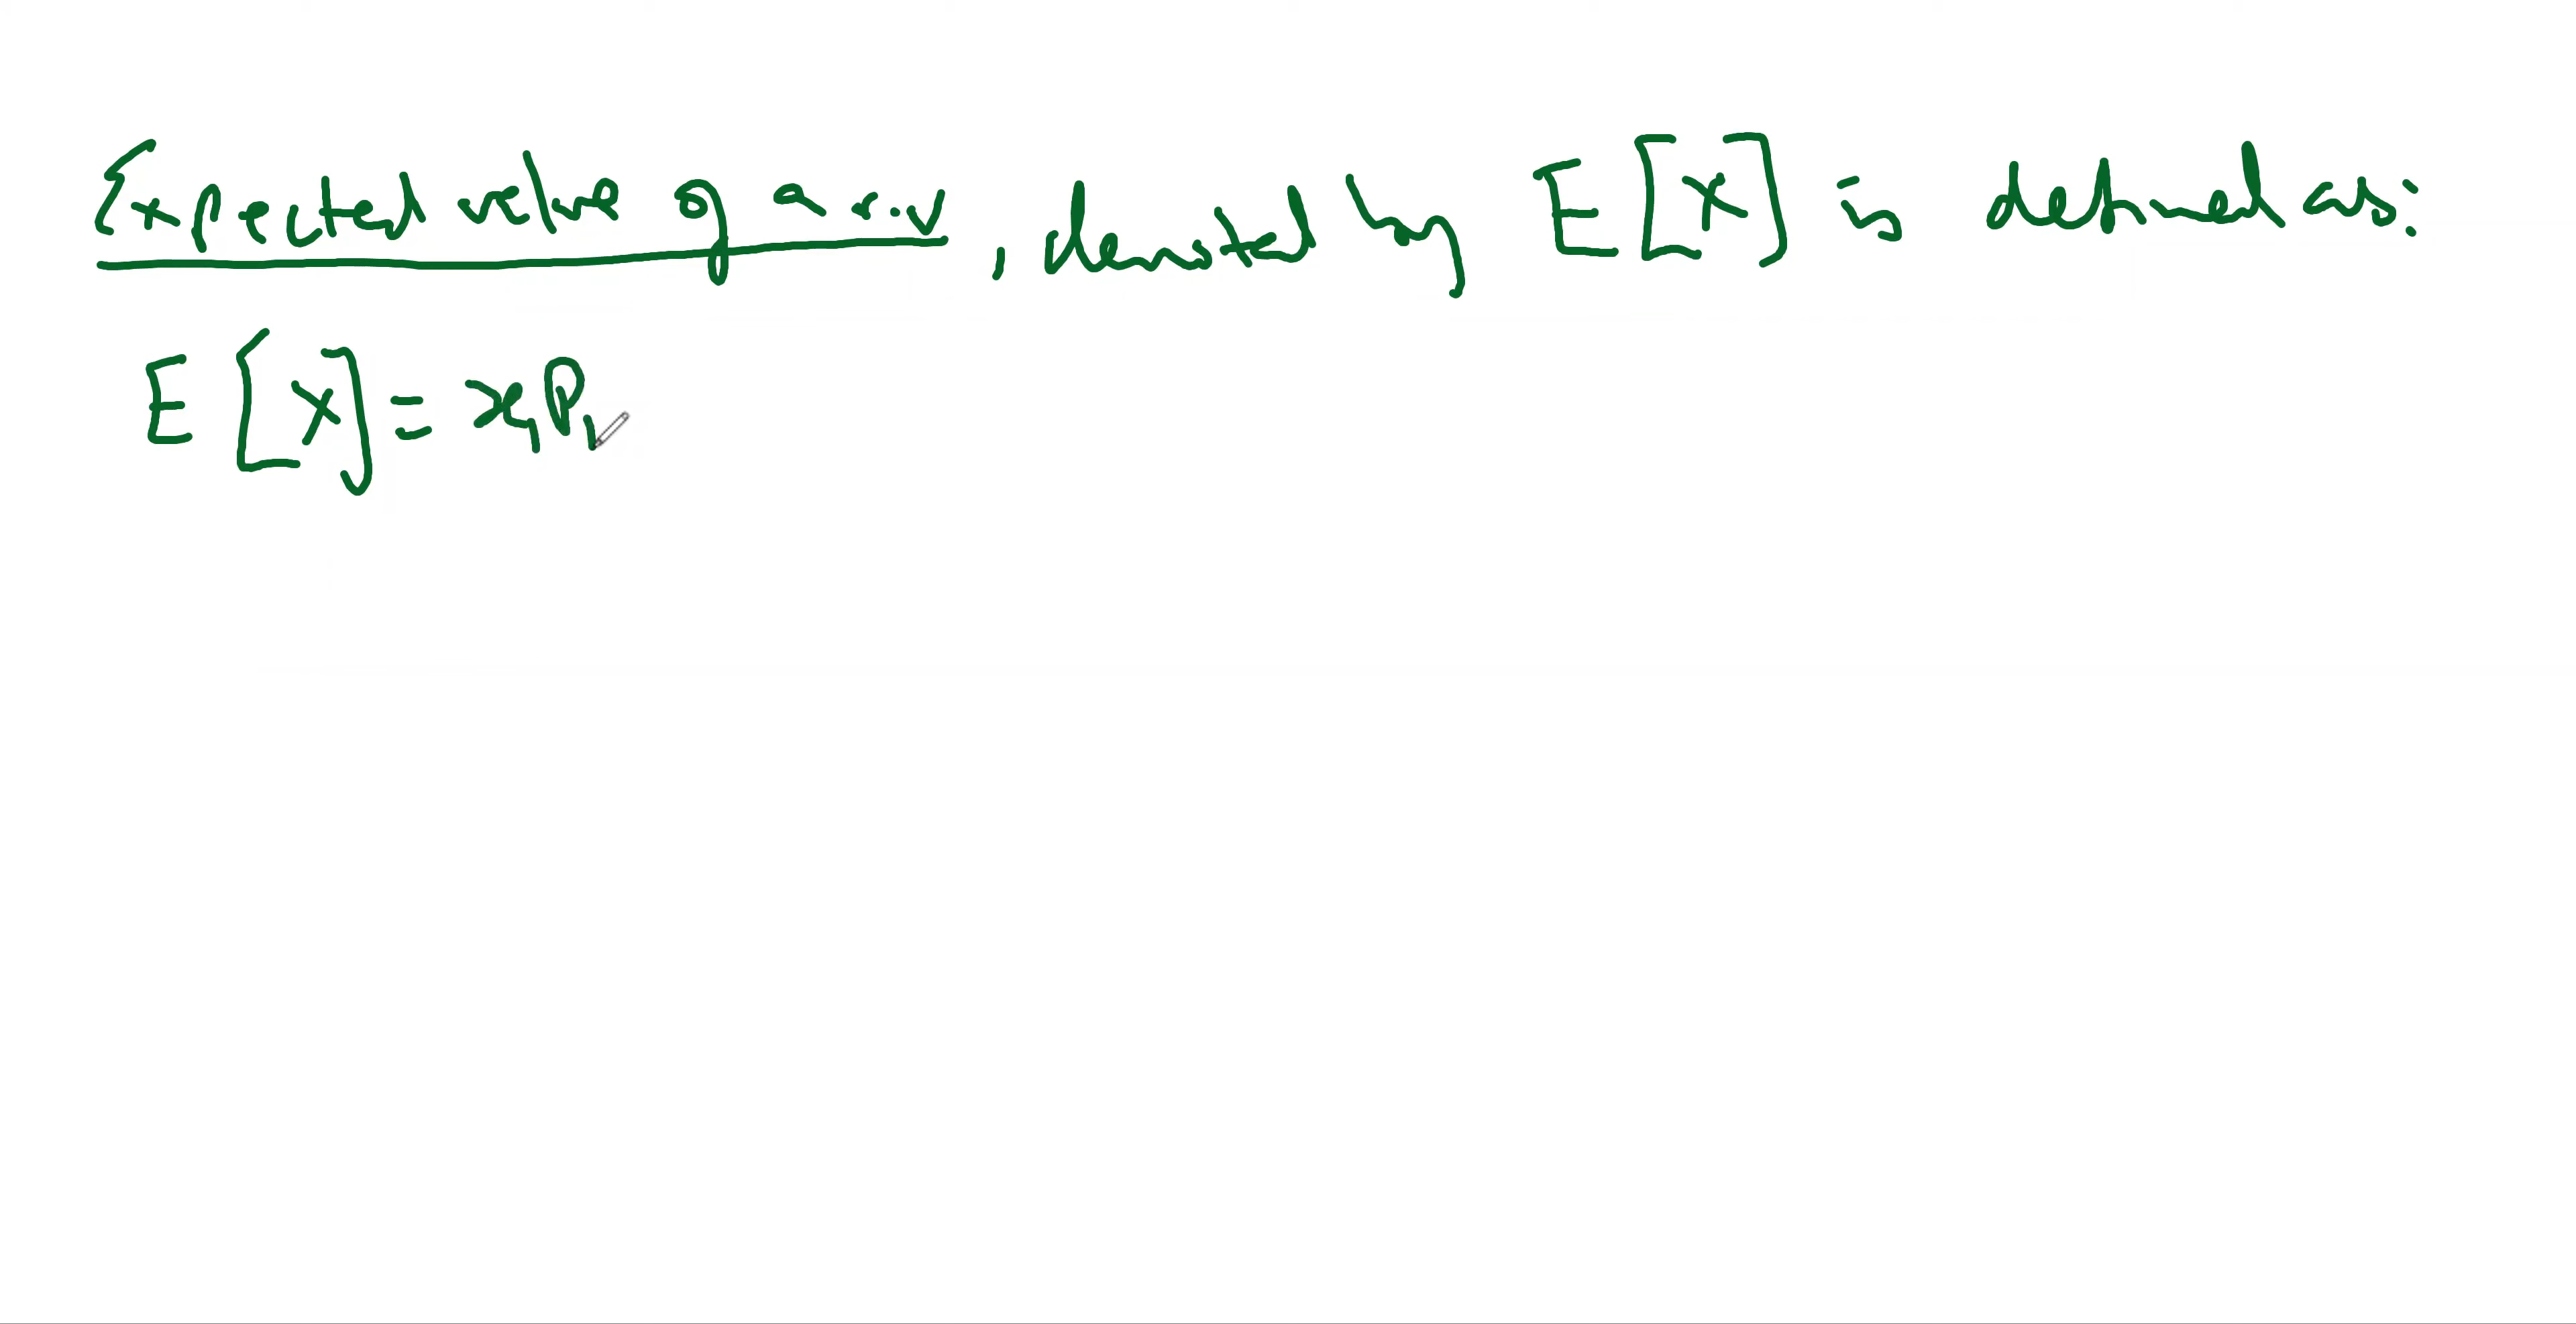 Expected value of a r.v, denoted by E[X] is defined as:
E[X] = x₁P₁